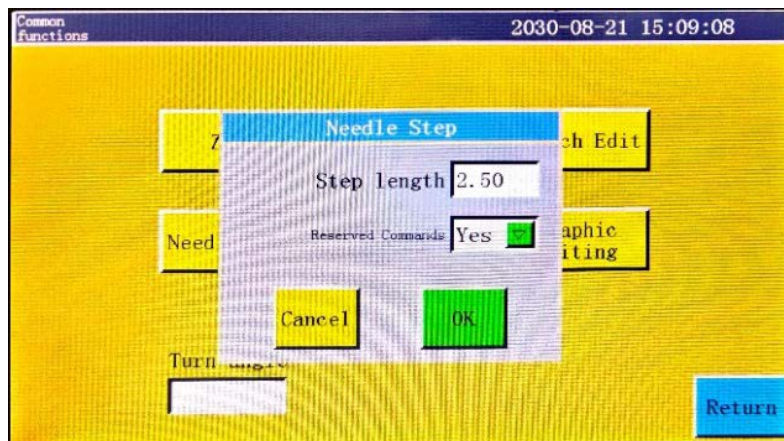 Common
functions
2030-08-21 15:09:08
Needle Step
ch Edit
Step length 2.50
Need
Reserved Commands Yes
aphic
iting
Cancel
OK
Turn
Return